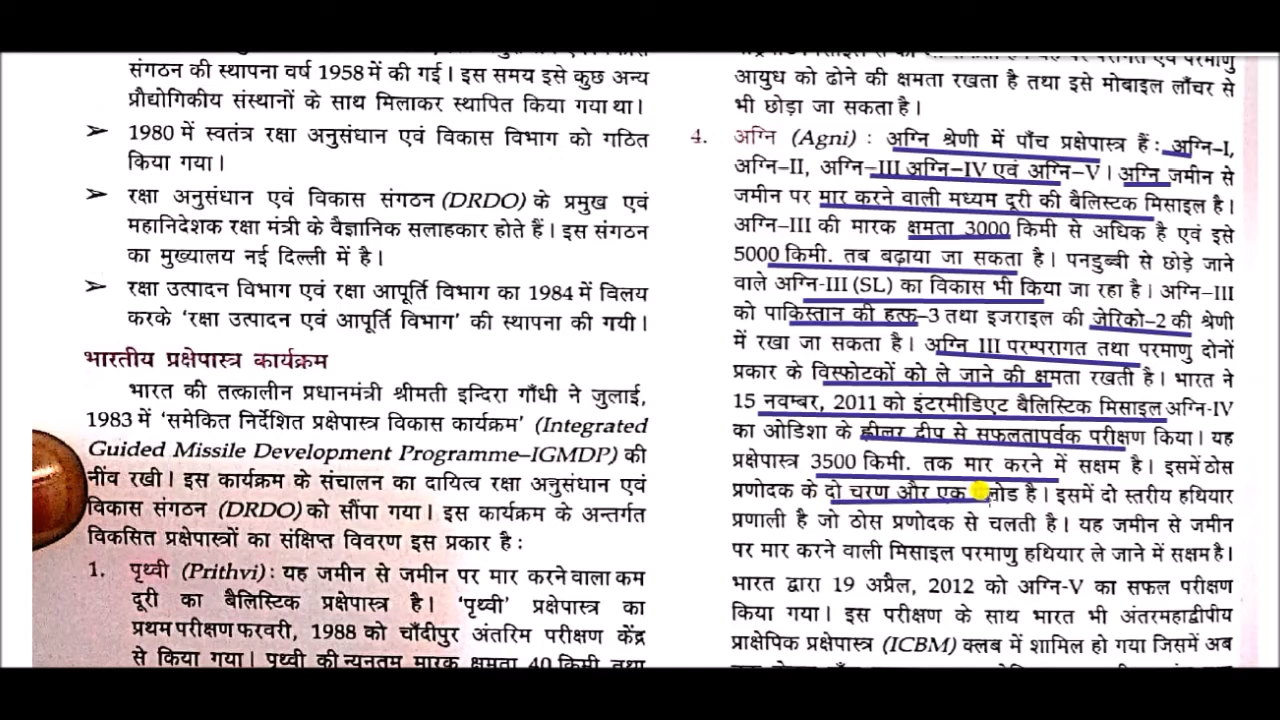 संगठन की स्थापना वर्ष 1958 में की गई। इस समय इसे कुछ अन्य
प्रौद्योगिकीय संस्थानों के साथ मिलाकर स्थापित किया गया था।
➢ 1980 में स्वतंत्र रक्षा अनुसंधान एवं विकास विभाग को गठित
किया गया।
➢ रक्षा अनुसंधान एवं विकास संगठन (DRDO) के प्रमुख एवं
महानिदेशक रक्षा मंत्री के वैज्ञानिक सलाहकार होते हैं। इस संगठन
का मुख्यालय नई दिल्ली में है।
➢ रक्षा उत्पादन विभाग एवं रक्षा आपूर्ति विभाग का 1984 में विलय
करके ‘रक्षा उत्पादन एवं आपूर्ति विभाग’ की स्थापना की गयी।
भारतीय प्रक्षेपास्त्र कार्यक्रम
भारत की तत्कालीन प्रधानमंत्री श्रीमती इन्दिरा गाँधी ने जुलाई,
1983 में ‘समेकित निर्देशित प्रक्षेपास्त्र विकास कार्यक्रम’ (Integrated
Guided Missile Development Programme–IGMDP) की
नींव रखी। इस कार्यक्रम के संचालन का दायित्व रक्षा अनुसंधान एवं
विकास संगठन (DRDO) को सौंपा गया। इस कार्यक्रम के अन्तर्गत
विकसित प्रक्षेपास्त्रों का संक्षिप्त विवरण इस प्रकार है :
1. पृथ्वी (Prithvi) : यह जमीन से जमीन पर मार करने वाला कम
दूरी का बैलिस्टिक प्रक्षेपास्त्र है। ‘पृथ्वी’ प्रक्षेपास्त्र का
प्रथम परीक्षण फरवरी, 1988 को चाँदीपुर अंतरिम परीक्षण केंद्र
से किया गया। पृथ्वी की न्यूनतम मारक क्षमता 40 किमी तथा
आयुध को ढोने की क्षमता रखता है तथा इसे मोबाइल लाँचर से
भी छोड़ा जा सकता है।
4. अग्नि (Agni) : अग्नि श्रेणी में पाँच प्रक्षेपास्त्र हैं : अग्नि–I,
अग्नि–II, अग्नि–III अग्नि–IV एवं अग्नि–V। अग्नि जमीन से
जमीन पर मार करने वाली मध्यम दूरी की बैलिस्टिक मिसाइल है।
अग्नि–III की मारक क्षमता 3000 किमी से अधिक है एवं इसे
5000 किमी. तब बढ़ाया जा सकता है। पनडुब्बी से छोड़े जाने
वाले अग्नि-III (SL) का विकास भी किया जा रहा है। अग्नि–III
को पाकिस्तान की हत्फ–3 तथा इजराइल की जेरिको–2 की श्रेणी
में रखा जा सकता है। अग्नि III परम्परागत तथा परमाणु दोनों
प्रकार के विस्फोटकों को ले जाने की क्षमता रखती है। भारत ने
15 नवम्बर, 2011 को इंटरमीडिएट बैलिस्टिक मिसाइल अग्नि-IV
का ओडिशा के ह्वीलर द्वीप से सफलतापूर्वक परीक्षण किया। यह
प्रक्षेपास्त्र 3500 किमी. तक मार करने में सक्षम है। इसमें ठोस
प्रणोदक के दो चरण और एक है। इसमें दो स्तरीय हथियार
प्रणाली है जो ठोस प्रणोदक से चलती है। यह जमीन से जमीन
पर मार करने वाली मिसाइल परमाणु हथियार ले जाने में सक्षम है।
भारत द्वारा 19 अप्रैल, 2012 को अग्नि-V का सफल परीक्षण
किया गया। इस परीक्षण के साथ भारत भी अंतरमहाद्वीपीय
प्राक्षेपिक प्रक्षेपास्त्र (ICBM) क्लब में शामिल हो गया जिसमें अब